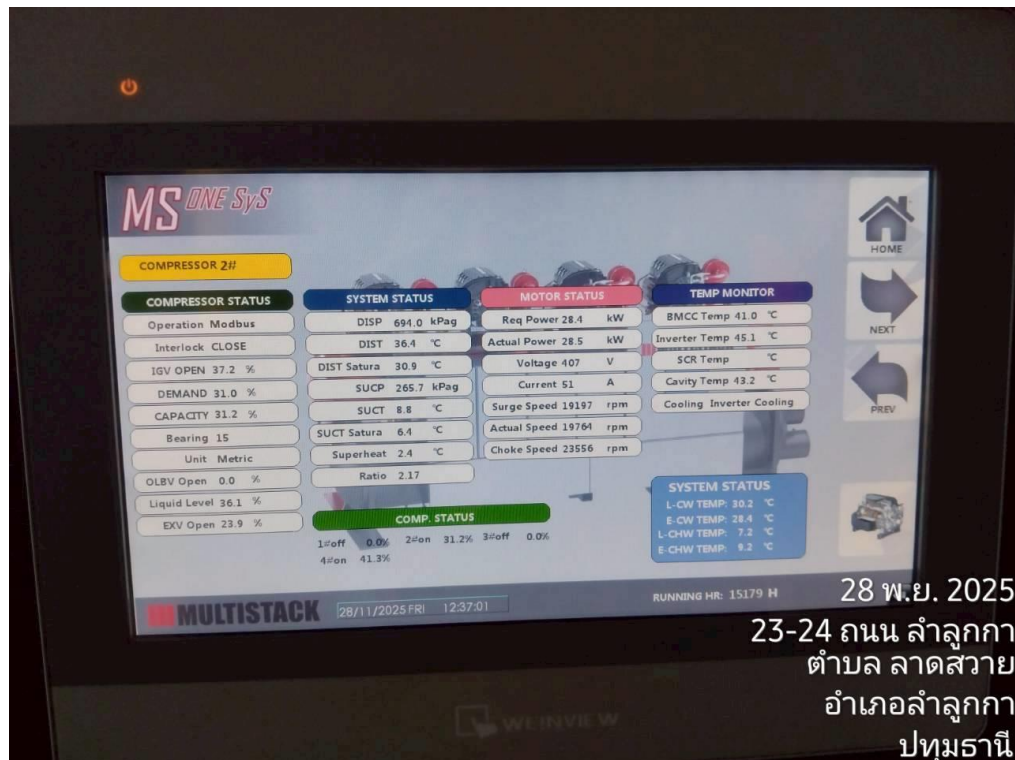 MS ONE SyS
HOME
COMPRESSOR 2#
COMPRESSOR STATUS
Operation Modbus
Interlock CLOSE
IGV OPEN 37.2 %
DEMAND 31.0 %
CAPACITY 31.2 %
Bearing 15
Unit Metric
OLBV Open 0.0 %
Liquid Level 36.1 %
EXV Open 23.9 %
SYSTEM STATUS
DISP 694.0 kPag
DIST 36.4 °C
DIST Satura 30.9 °C
SUCP 265.7 kPag
SUCT 8.8 °C
SUCT Satura 6.4 °C
Superheat 2.4 °C
Ratio 2.17
MOTOR STATUS
Req Power 28.4 kW
Actual Power 28.5 kW
Voltage 407 V
Current 51 A
Surge Speed 19197 rpm
Actual Speed 19764 rpm
Choke Speed 23556 rpm
TEMP MONITOR
BMCC Temp 41.0 °C
Inverter Temp 45.1 °C
SCR Temp °C
Cavity Temp 43.2 °C
Cooling Inverter Cooling
NEXT
PREV
COMP. STATUS
1#off 0.0% 2#on 31.2% 3#off 0.0%
4#on 41.3%
SYSTEM STATUS
L-CW TEMP: 30.2 °C
E-CW TEMP: 28.4 °C
L-CHW TEMP: 7.2 °C
E-CHW TEMP: 9.2 °C
MULTISTACK 28/11/2025 FRI 12:37:01 RUNNING HR: 15179 H
WEINVIEW
28 พ.ย. 2025
23-24 ถนน ลำลูกกา
ตำบล ลาดสวาย
อำเภอลำลูกกา
ปทุมธานี